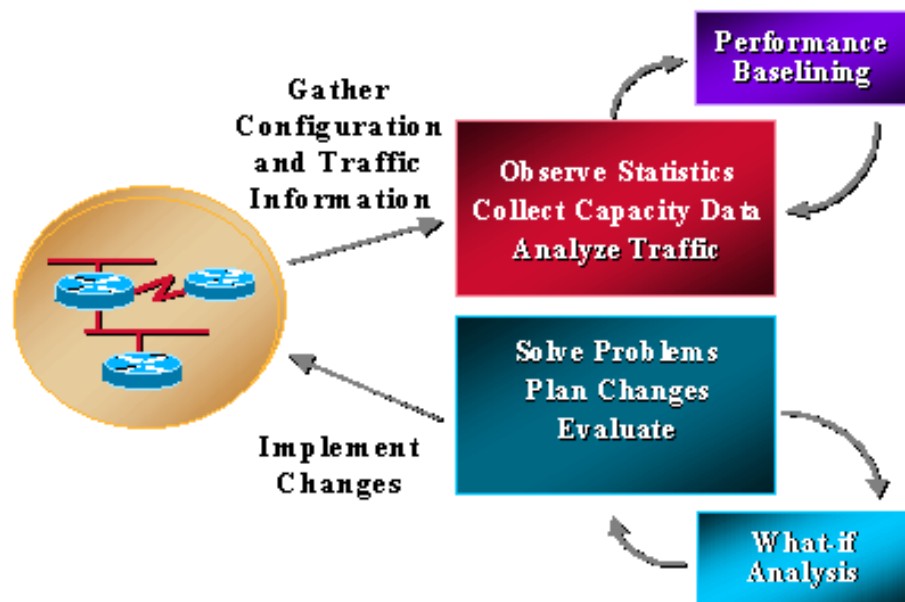 Performance
Baselining
Gather
Configuration
and Traffic
Information
Observe Statistics
Collect Capacity Data
Analyze Traffic
Solve Problems
Plan Changes
Evaluate
Implement
Changes
What-if
Analysis